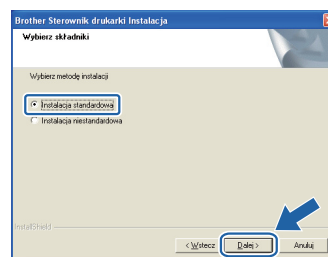 Brother Sterownik drukarki Instalacja
Wybierz składniki
Wybierz metodę instalacji
Instalacja standardowa
Instalacja niestandardowa
InstallShield
< Wstecz Dalej > Anuluj